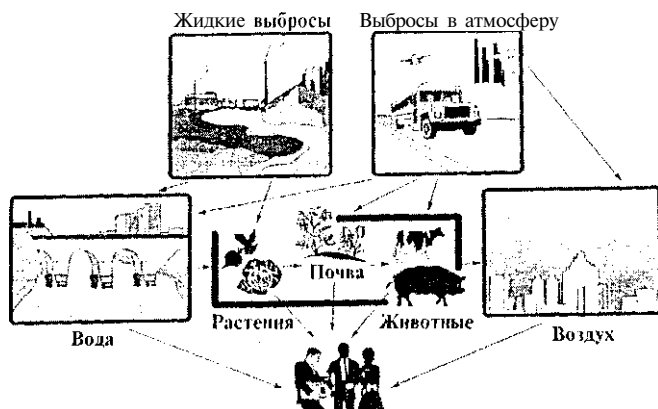 Жидкие выбросы
Выбросы в атмосферу
Почва
Растения
Животные
Вода
Воздух